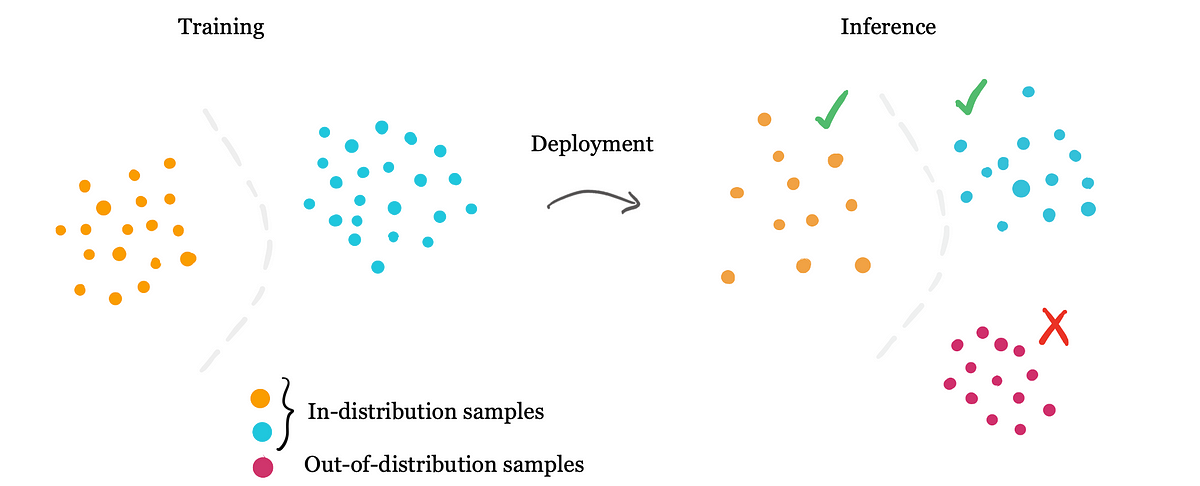 Training
Inference
Deployment
In-distribution samples
Out-of-distribution samples